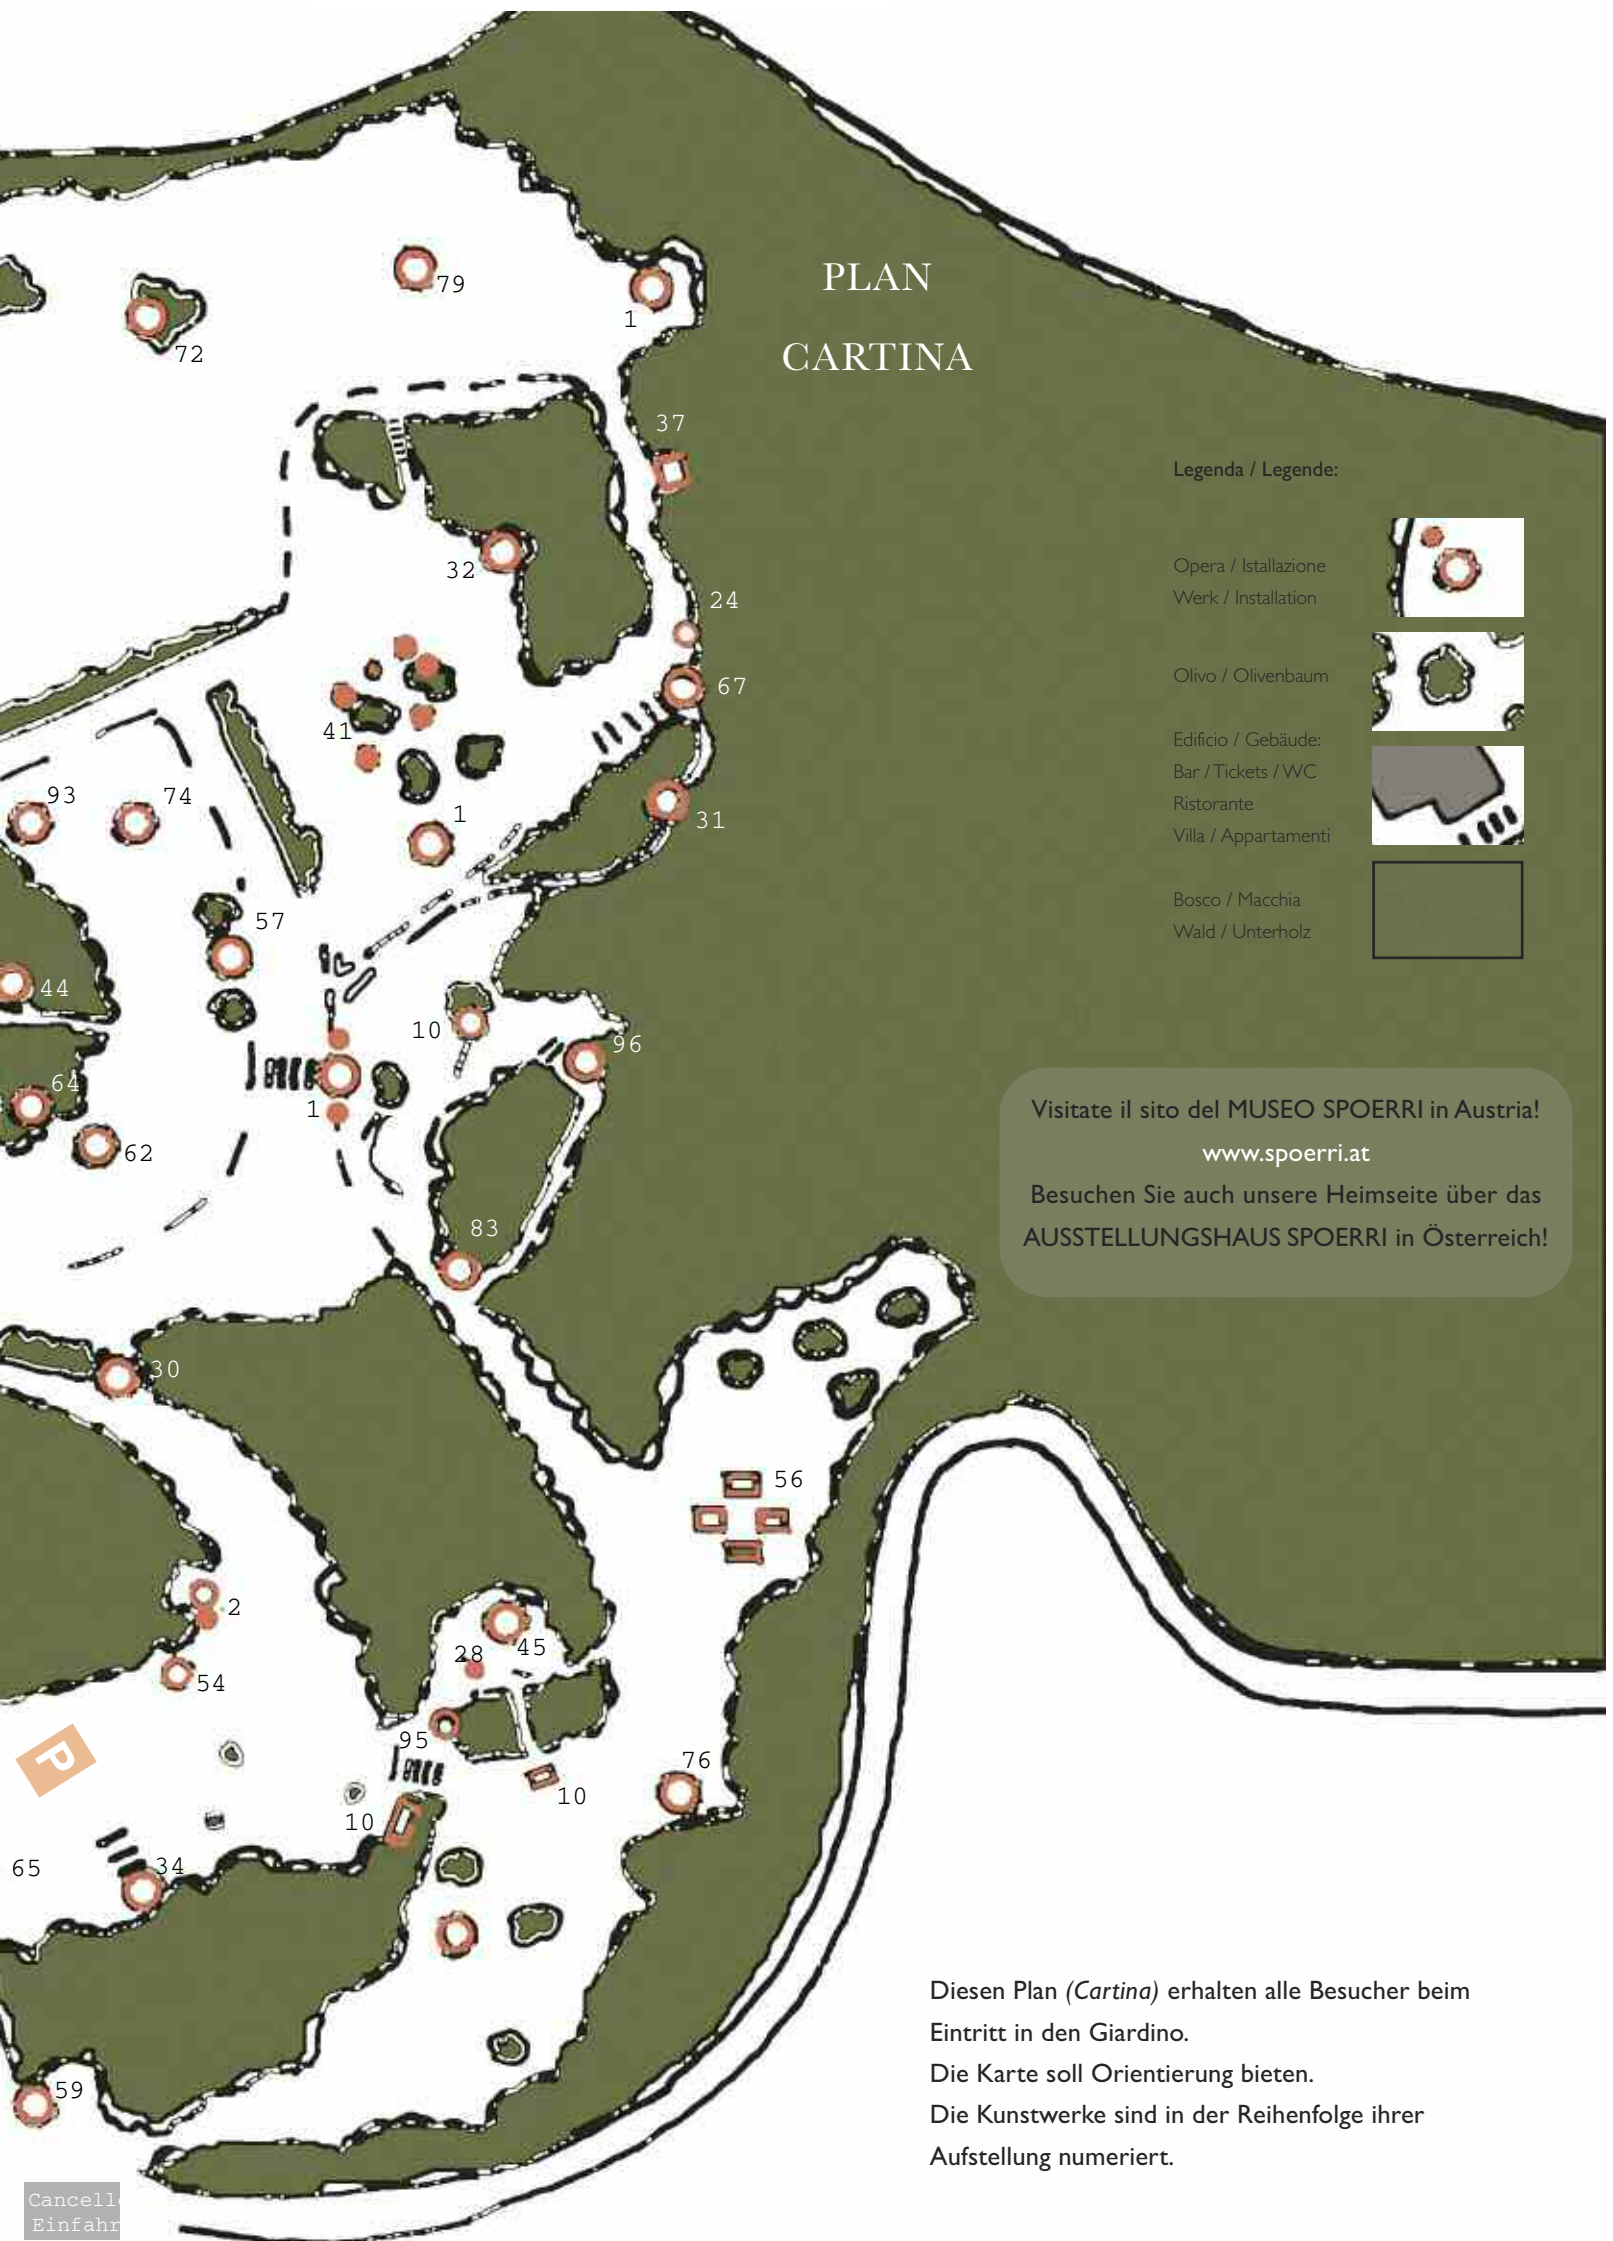 PLAN
CARTINA
79
1
72
37
Legenda / Legende:
32
Opera / Istallazione
Werk / Installation
24
67
Olivo / Olivenbaum
41
Edificio / Gebäude:
Bar / Tickets / WC
Ristorante
Villa / Appartamenti
93
74
1
31
Bosco / Macchia
Wald / Unterholz
57
44
10
96
64
1
62
Visitate il sito del MUSEO SPOERRI in Austria!
www.spoerri.at
Besuchen Sie auch unsere Heimseite über das
AUSSTELLUNGSHAUS SPOERRI in Österreich!
83
30
56
2
45
28
54
95
P
76
10
10
65
34
59
Diesen Plan (Cartina) erhalten alle Besucher beim
Eintritt in den Giardino.
Die Karte soll Orientierung bieten.
Die Kunstwerke sind in der Reihenfolge ihrer
Aufstellung numeriert.
Cancell
Einfahr